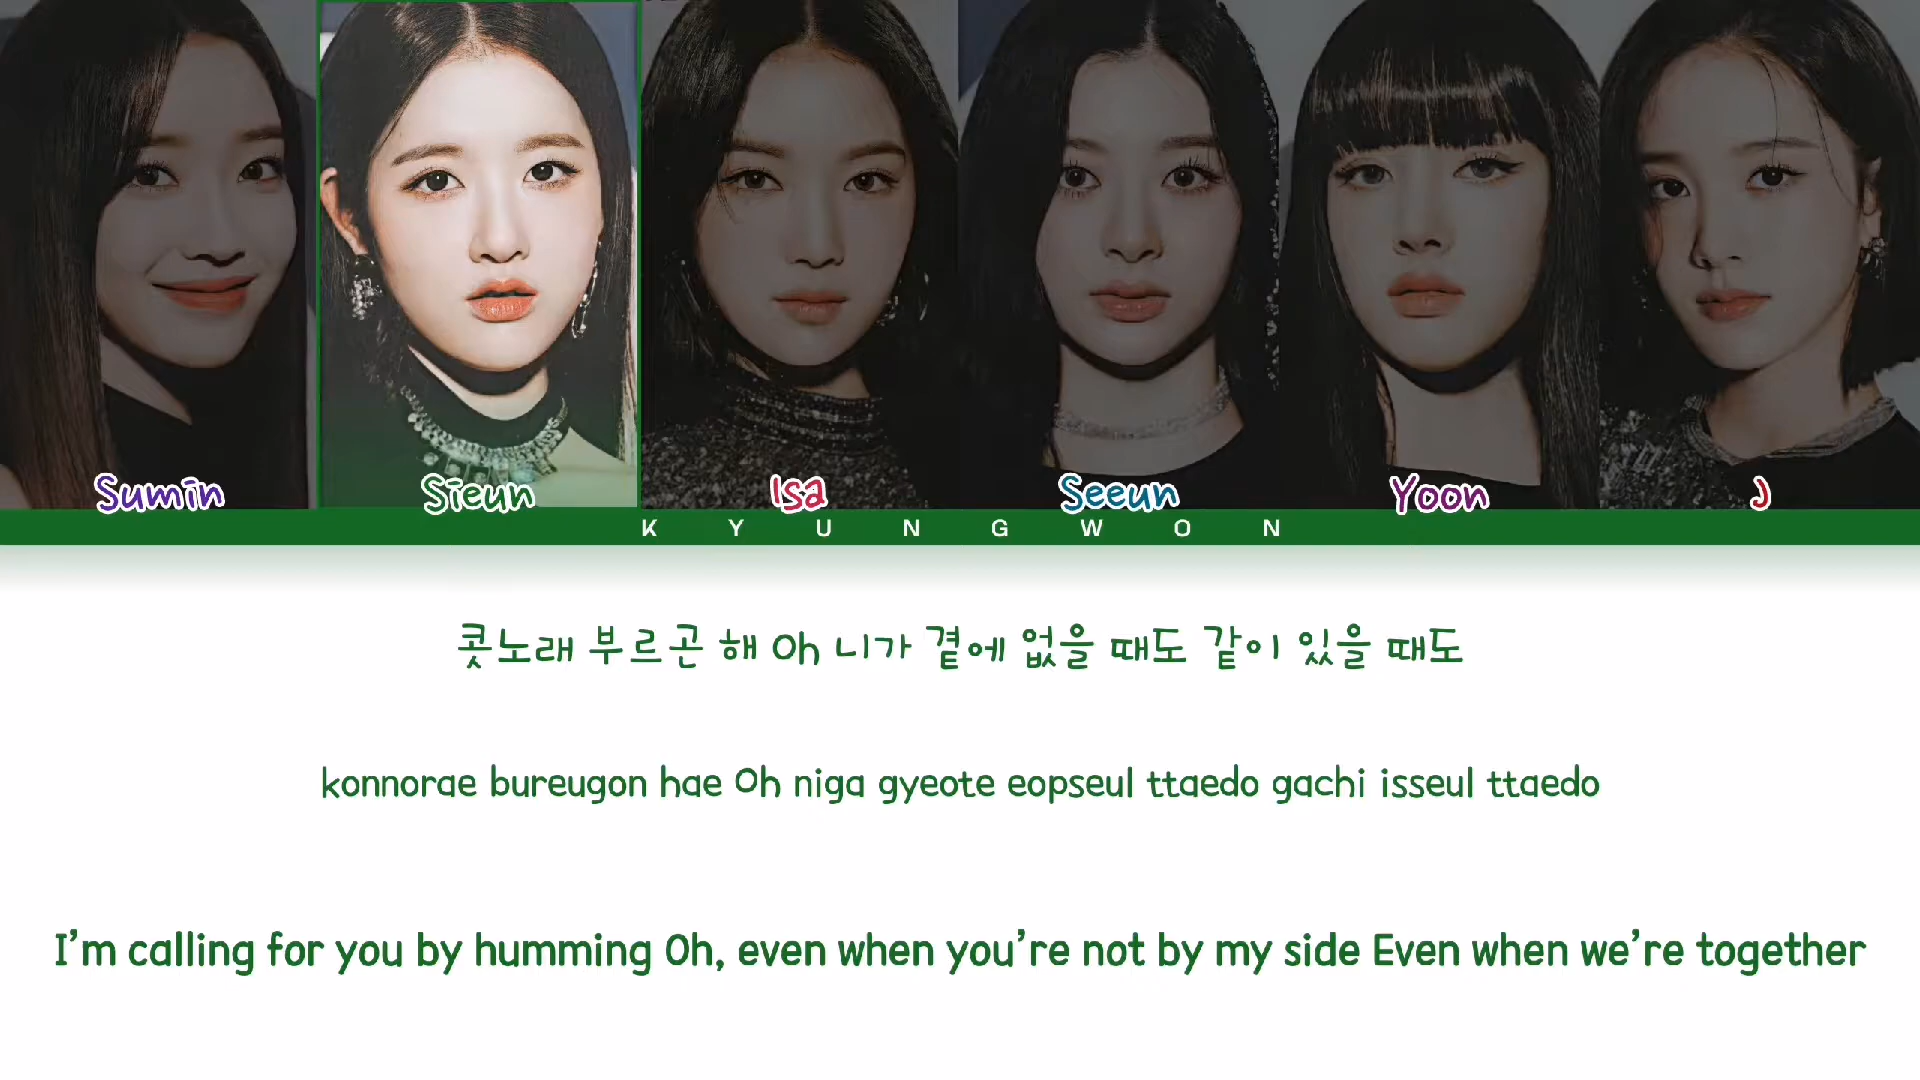 Sumin Sieun Isa Seeun Yoon J
KYUNGWON
콧노래 부르곤 해 Oh 니가 곁에 없을 때도 같이 있을 때도
konnorae bureugon hae Oh niga gyeote eopseul ttaedo gachi isseul ttaedo
I'm calling for you by humming Oh, even when you're not by my side Even when we're together